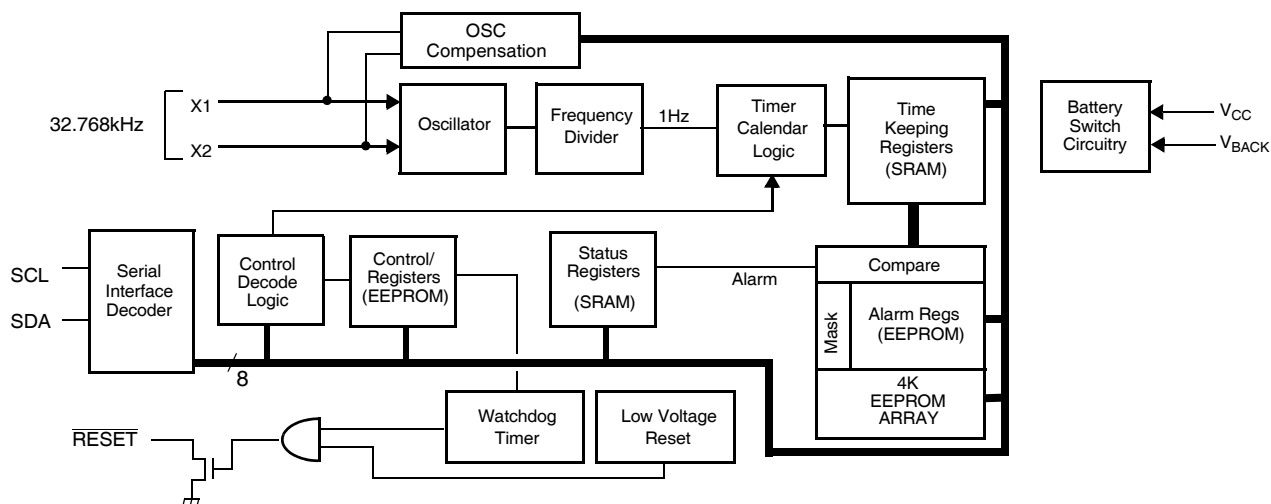 OSC
Compensation
32.768kHz
X1
X2
Oscillator
Frequency
Divider
1Hz
Timer
Calendar
Logic
Time
Keeping
Registers
(SRAM)
Battery
Switch
Circuitry
VCC
VBACK
SCL
SDA
Serial
Interface
Decoder
Control
Decode
Logic
Control/
Registers
(EEPROM)
Status
Registers
(SRAM)
Alarm
Compare
Mask
Alarm Regs
(EEPROM)
4K
EEPROM
ARRAY
8
RESET
Watchdog
Timer
Low Voltage
Reset